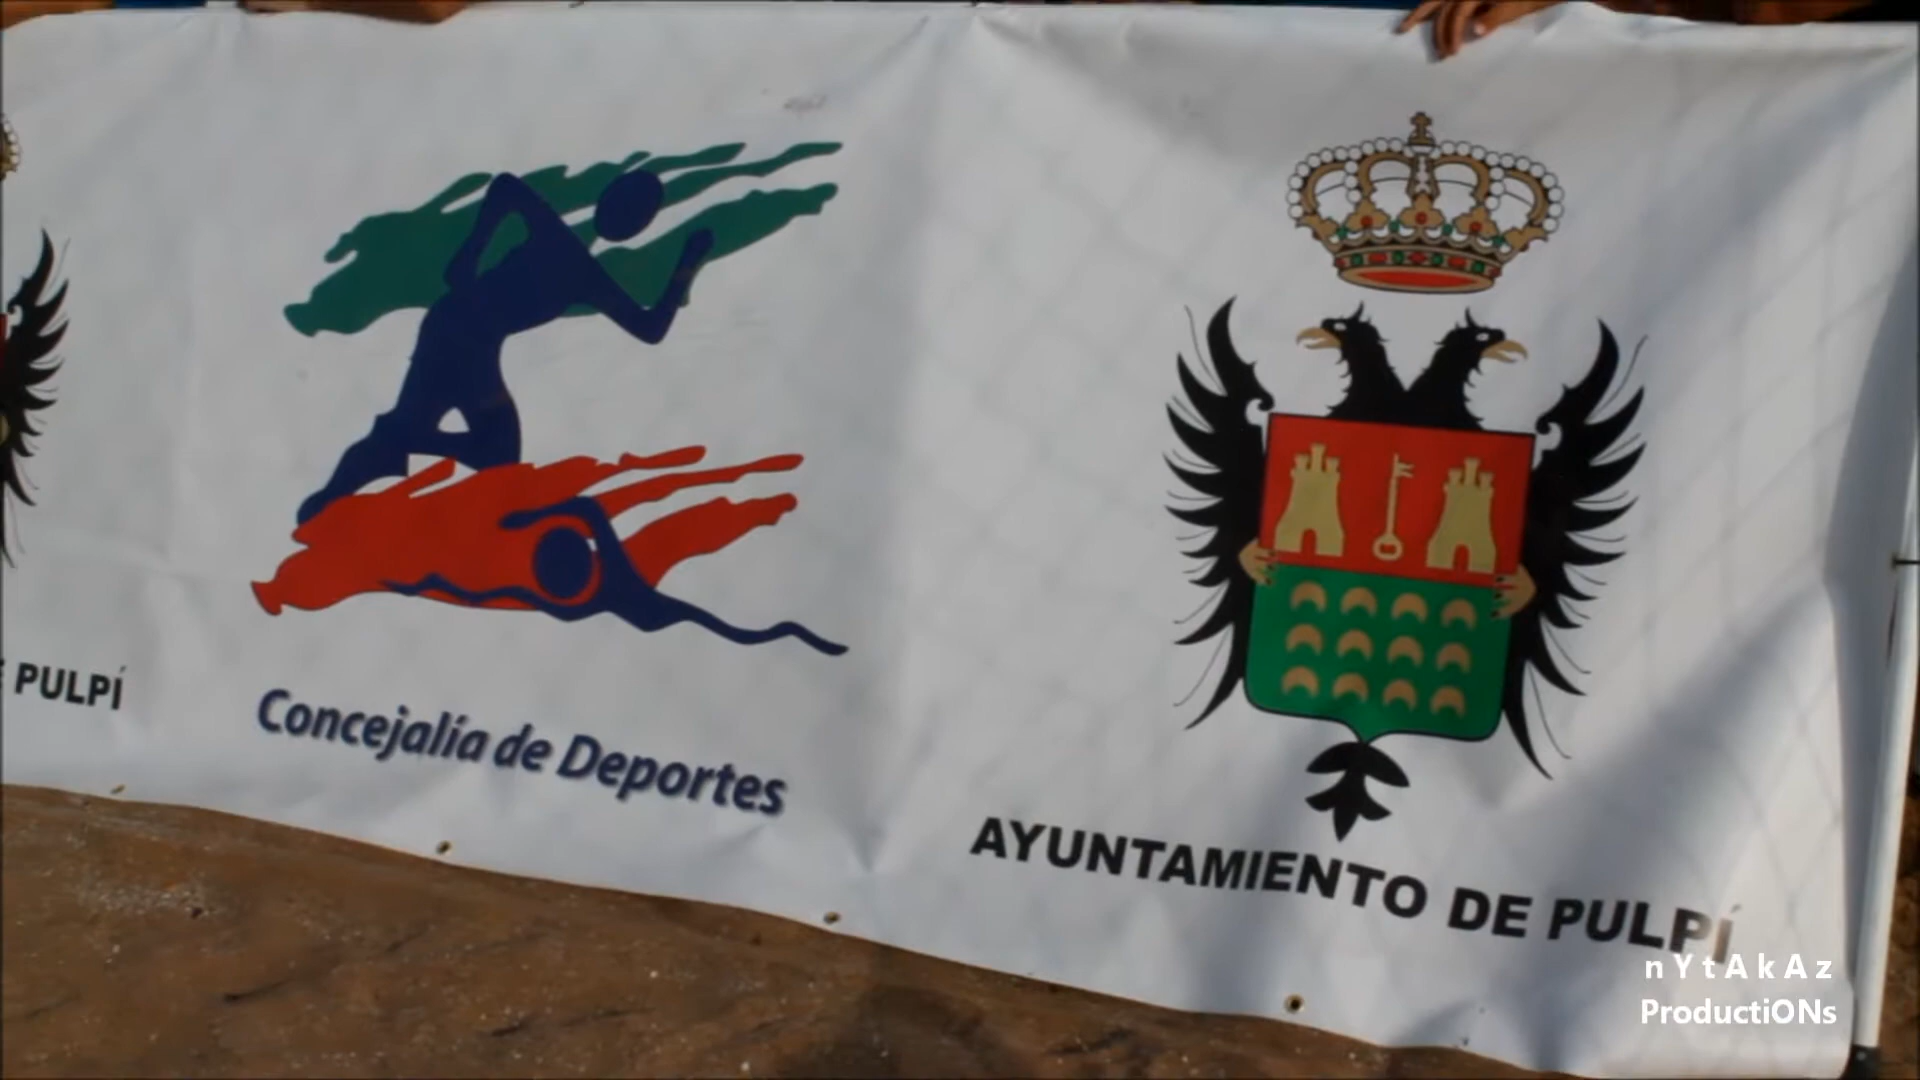 PULPÍ
Concejalía de Deportes
AYUNTAMIENTO DE PULPÍ
nYtAkAz
ProductiONs